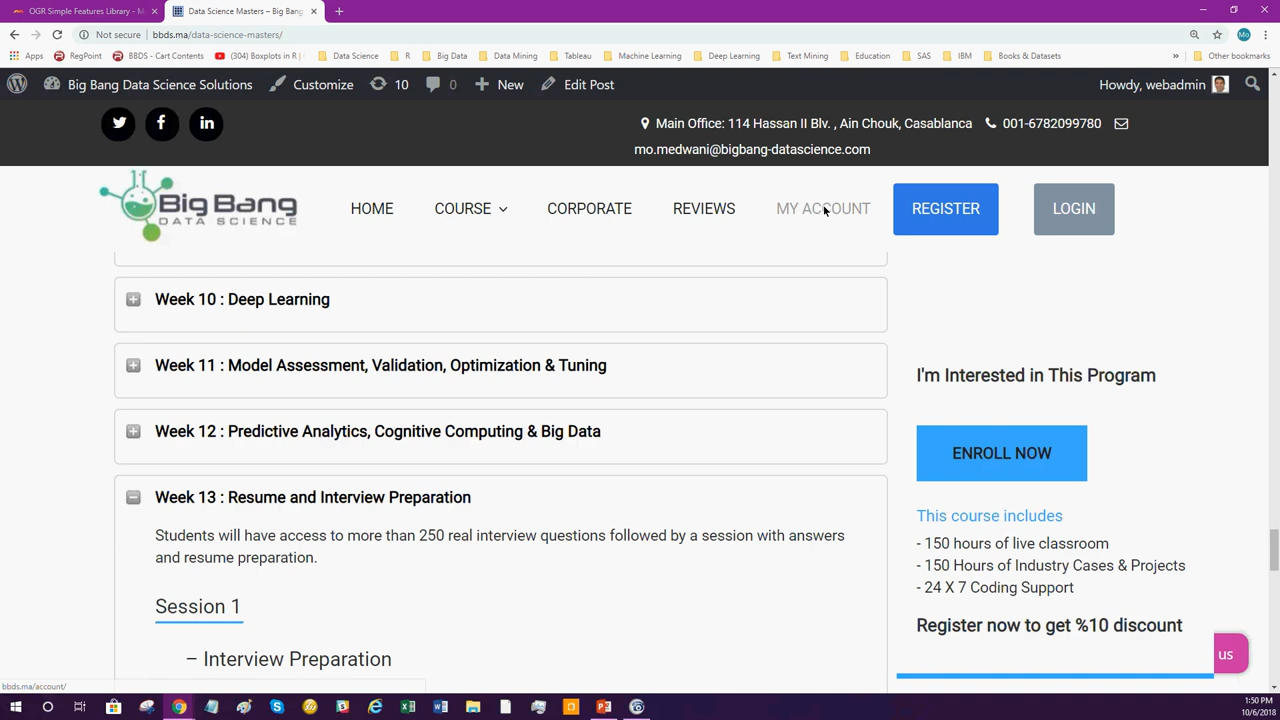 OGR Simple Features Library - M
Data Science Masters – Big Bang
Not secure
bbds.ma/data-science-masters/
Apps
RegPoint
BBDS - Cart Contents
(304) Boxplots in R |
Data Science
R
Big Data
Data Mining
Tableau
Machine Learning
Deep Learning
Text Mining
Education
SAS
IBM
Books & Datasets
Other bookmarks
Big Bang Data Science Solutions
Customize
10
0
New
Edit Post
Howdy, webadmin
Main Office: 114 Hassan II Blv. , Ain Chouk, Casablanca
001-6782099780
mo.medwani@bigbang-datascience.com
Big Bang
DATA SCIENCE
HOME
COURSE
CORPORATE
REVIEWS
MY ACCOUNT
REGISTER
LOGIN
Week 10 : Deep Learning
Week 11 : Model Assessment, Validation, Optimization & Tuning
Week 12 : Predictive Analytics, Cognitive Computing & Big Data
Week 13 : Resume and Interview Preparation
Students will have access to more than 250 real interview questions followed by a session with answers
and resume preparation.
Session 1
– Interview Preparation
I'm Interested in This Program
ENROLL NOW
This course includes
- 150 hours of live classroom
- 150 Hours of Industry Cases & Projects
- 24 X 7 Coding Support
Register now to get %10 discount
us
bbds.ma/account/
1:50 PM
10/6/2018